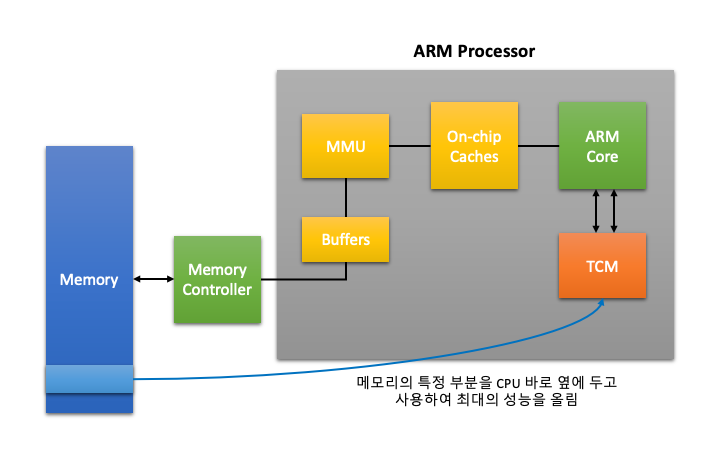 ARM Processor
MMU
On-chip
Caches
ARM
Core
Buffers
TCM
Memory
Memory
Controller
메모리의 특정 부분을 CPU 바로 옆에 두고
사용하여 최대의 성능을 올림